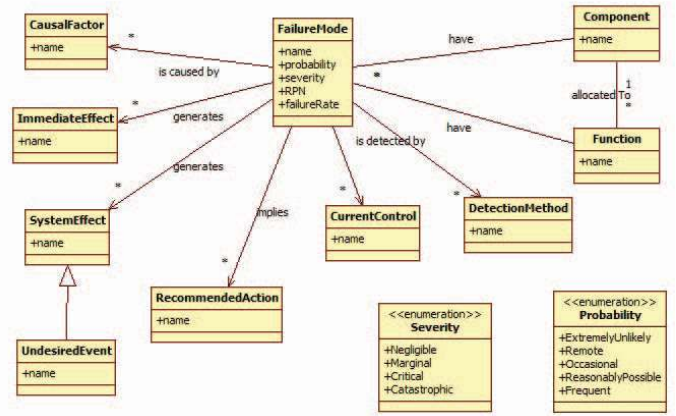 CausalFactor
+name
FailureMode
+name
+probability
+severity
+RPN
+failureRate
Component
+name
*
have
is caused by
*
*
1
allocated To
*
ImmediateEffect
+name
generates
is detected by
have
Function
+name
generates
*
*
*
SystemEffect
+name
implies
CurrentControl
+name
DetectionMethod
+name
*
RecommendedAction
+name
<<enumeration>>
Severity
+Negligible
+Marginal
+Critical
+Catastrophic
<<enumeration>>
Probability
+ExtremelyUnlikely
+Remote
+Occasional
+ReasonablyPossible
+Frequent
UndesiredEvent
+name